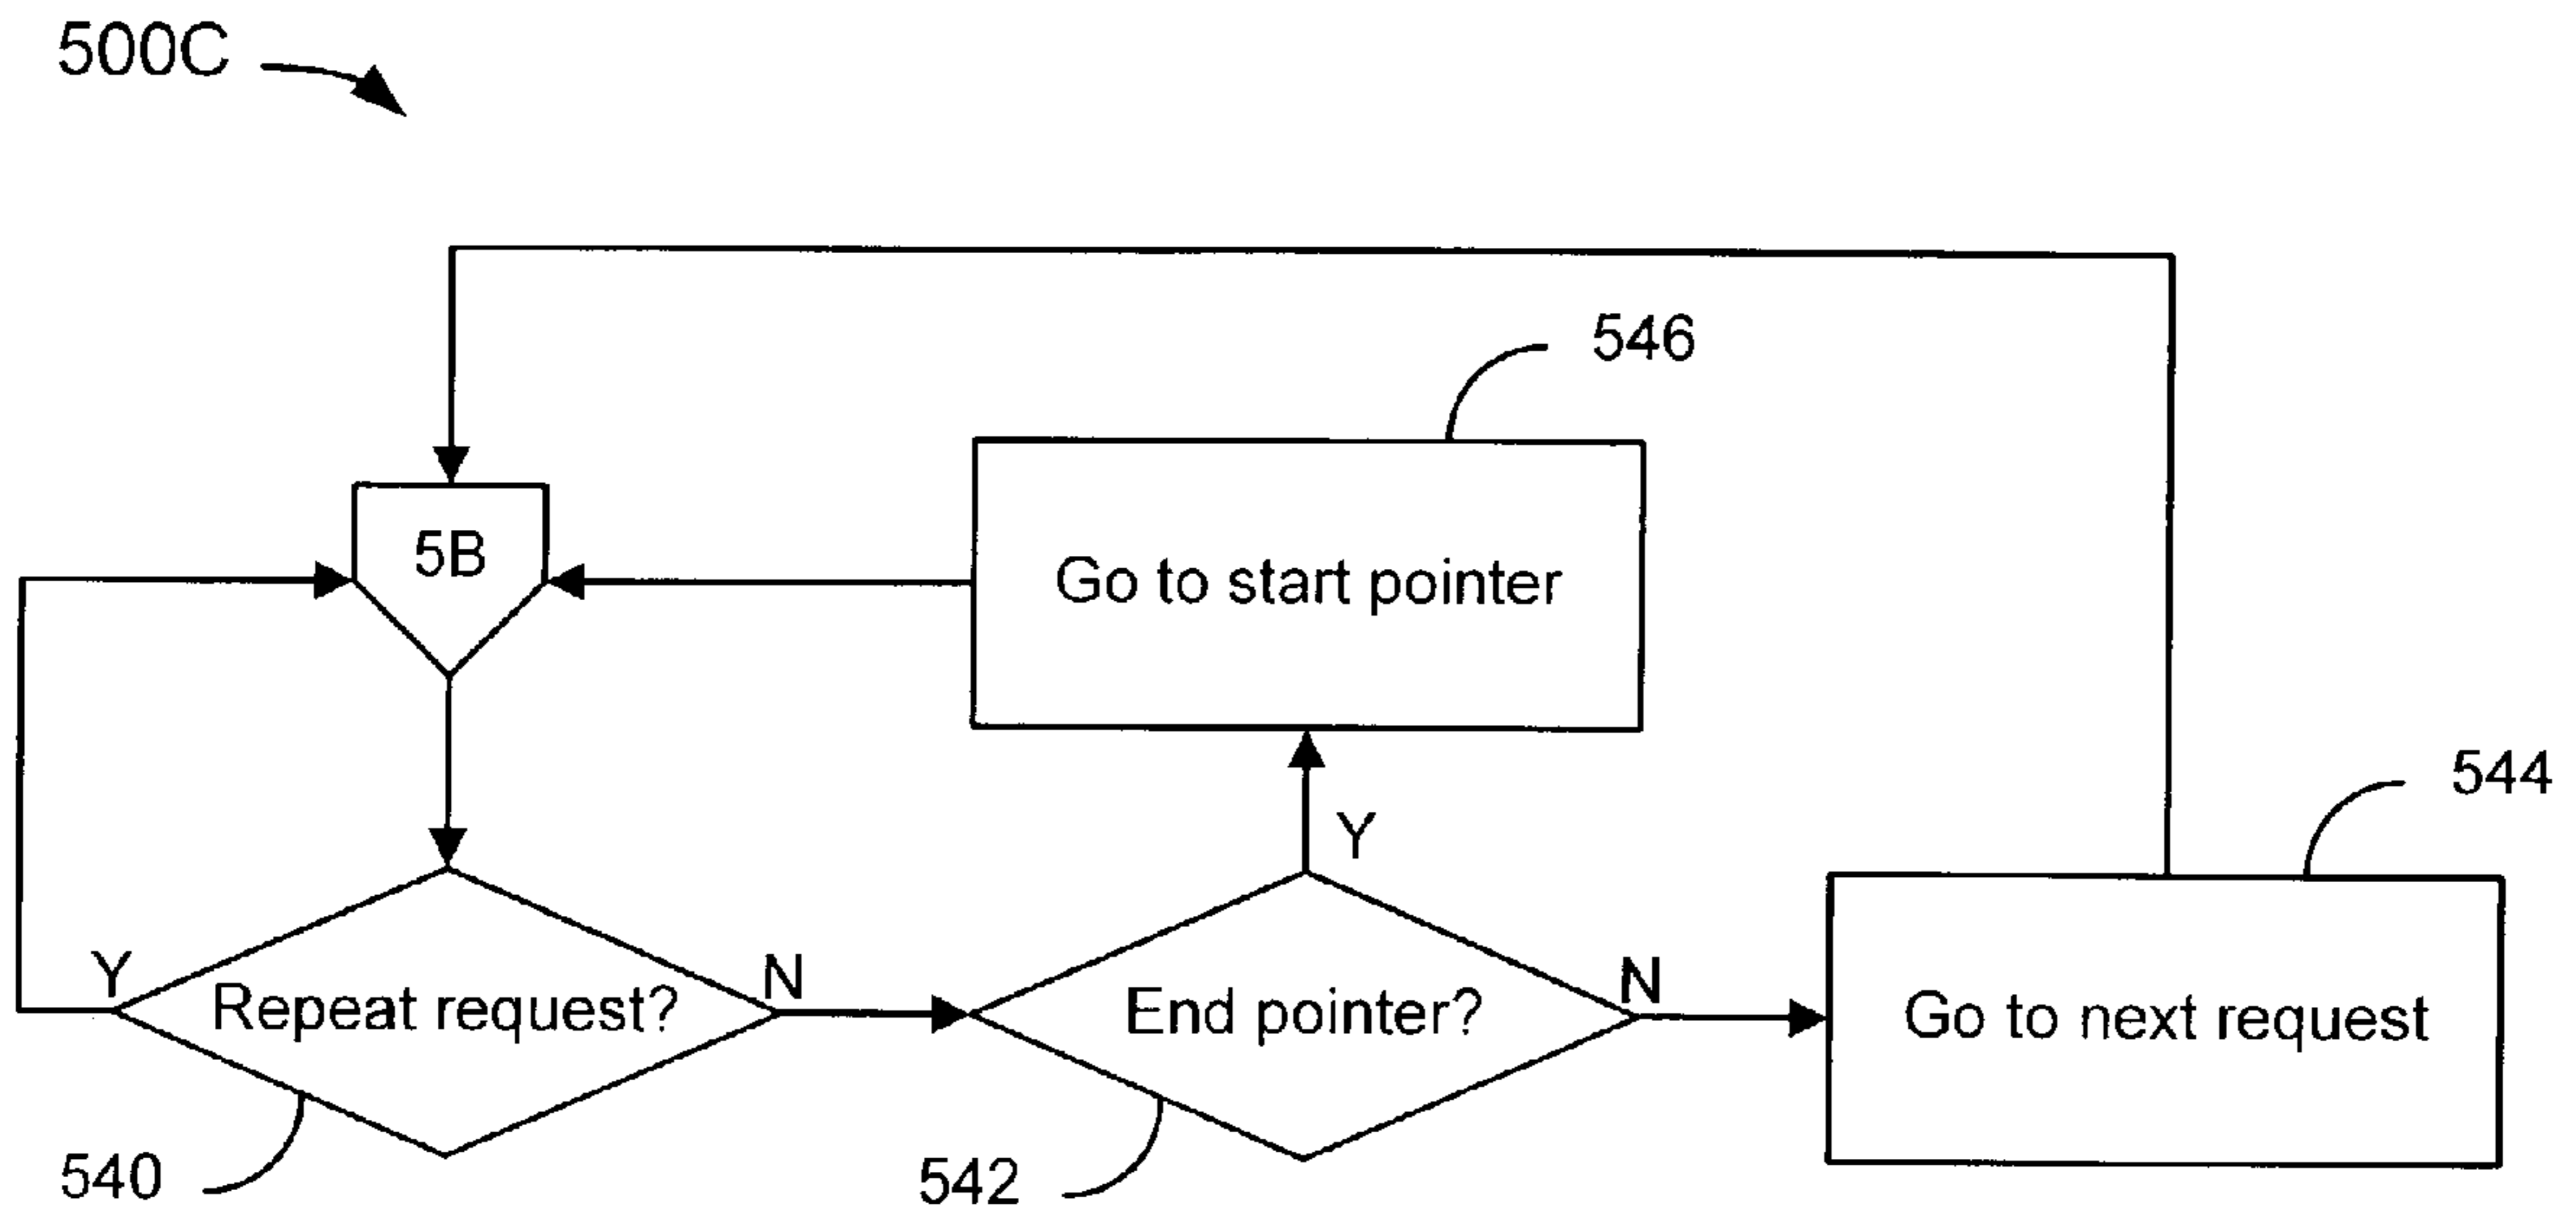 500C
546
5B
Go to start pointer
544
Y
Y
N
N
Repeat request?
End pointer?
Go to next request
540
542